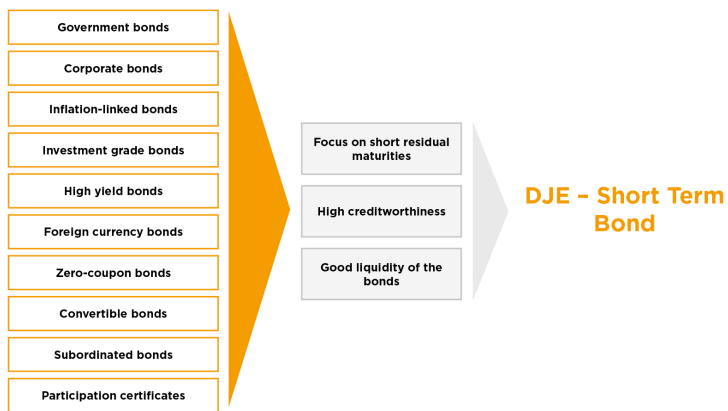 Government bonds
Corporate bonds
Inflation-linked bonds
Investment grade bonds
High yield bonds
Foreign currency bonds
Zero-coupon bonds
Convertible bonds
Subordinated bonds
Participation certificates
Focus on short residual
maturities
High creditworthiness
Good liquidity of the
bonds
DJE – Short Term
Bond